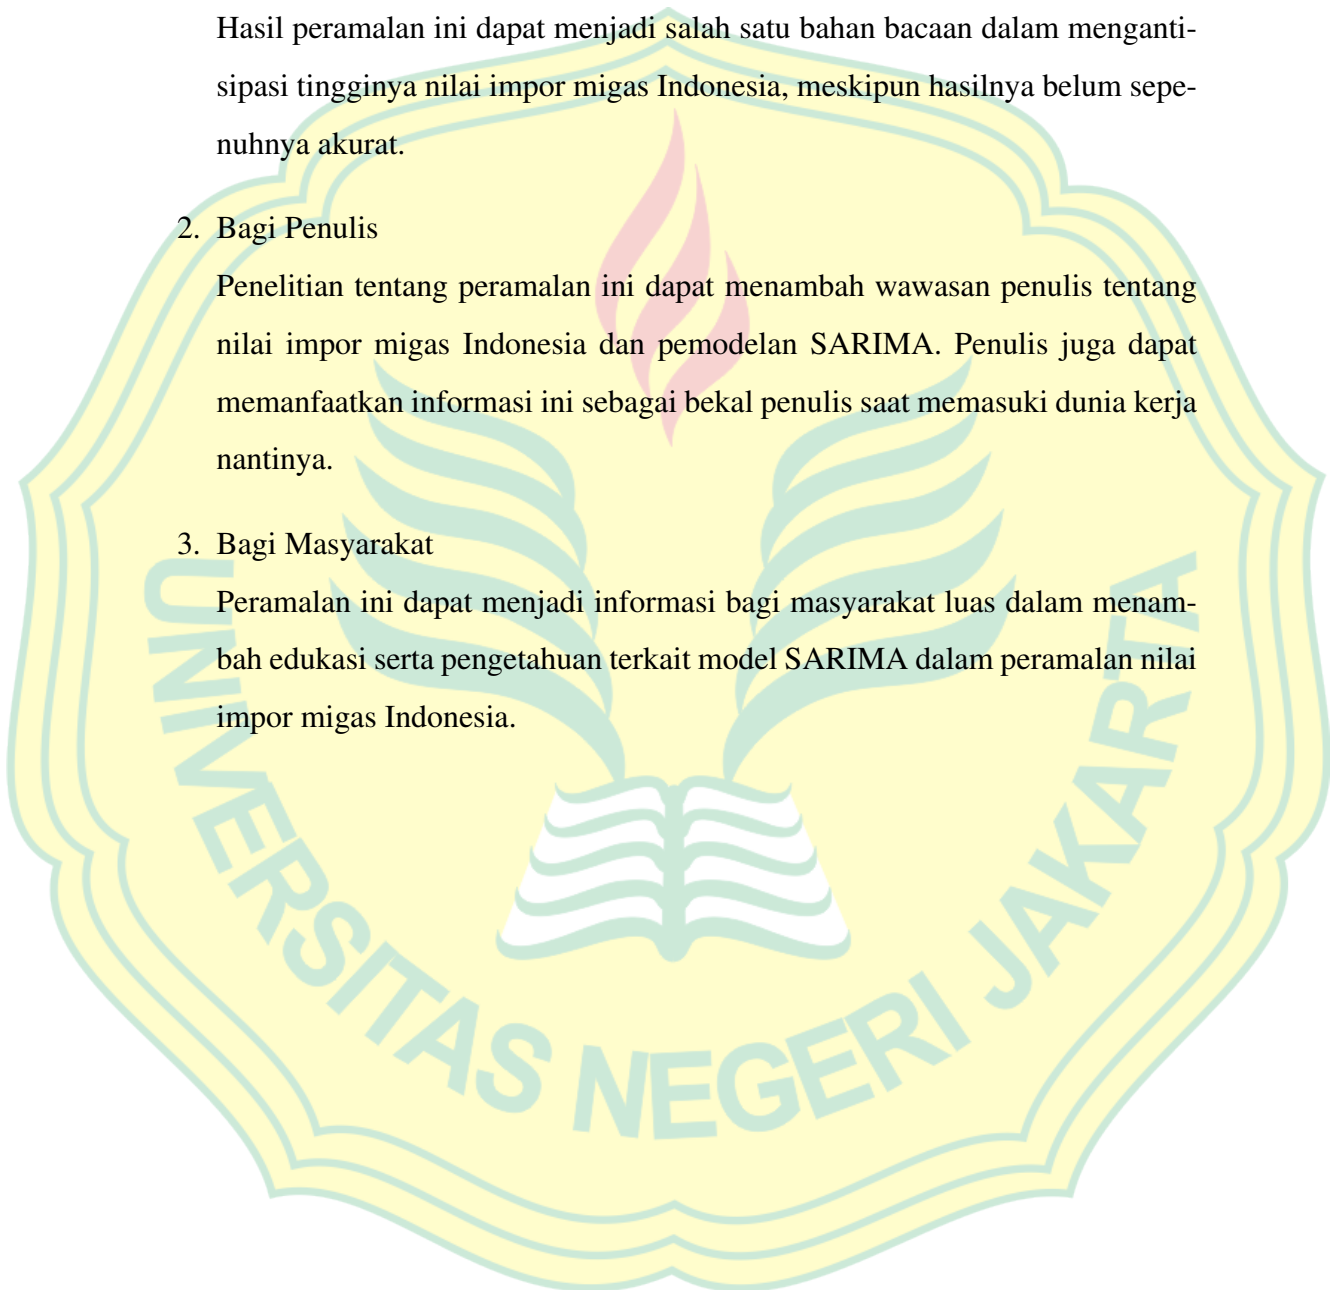 Hasil peramalan ini dapat menjadi salah satu bahan bacaan dalam menganti-
sipasi tingginya nilai impor migas Indonesia, meskipun hasilnya belum sepe-
nuhnya akurat.
2. Bagi Penulis
Penelitian tentang peramalan ini dapat menambah wawasan penulis tentang
nilai impor migas Indonesia dan pemodelan SARIMA. Penulis juga dapat
memanfaatkan informasi ini sebagai bekal penulis saat memasuki dunia kerja
nantinya.
3. Bagi Masyarakat
Peramalan ini dapat menjadi informasi bagi masyarakat luas dalam menam-
bah edukasi serta pengetahuan terkait model SARIMA dalam peramalan nilai
impor migas Indonesia.
UNIVERSITAS NEGERI JAKARTA